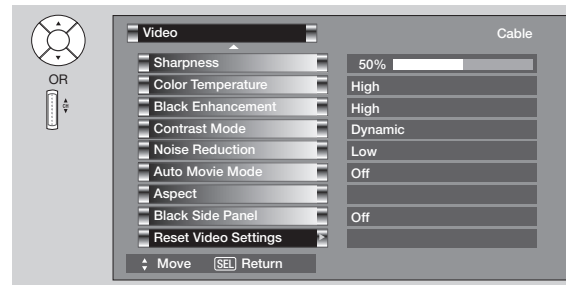 Video Cable
Sharpness 50%
OR
Color Temperature High
Black Enhancement High
CH
Contrast Mode Dynamic
Noise Reduction Low
Auto Movie Mode Off
Aspect
Black Side Panel Off
Reset Video Settings
Move SEL Return